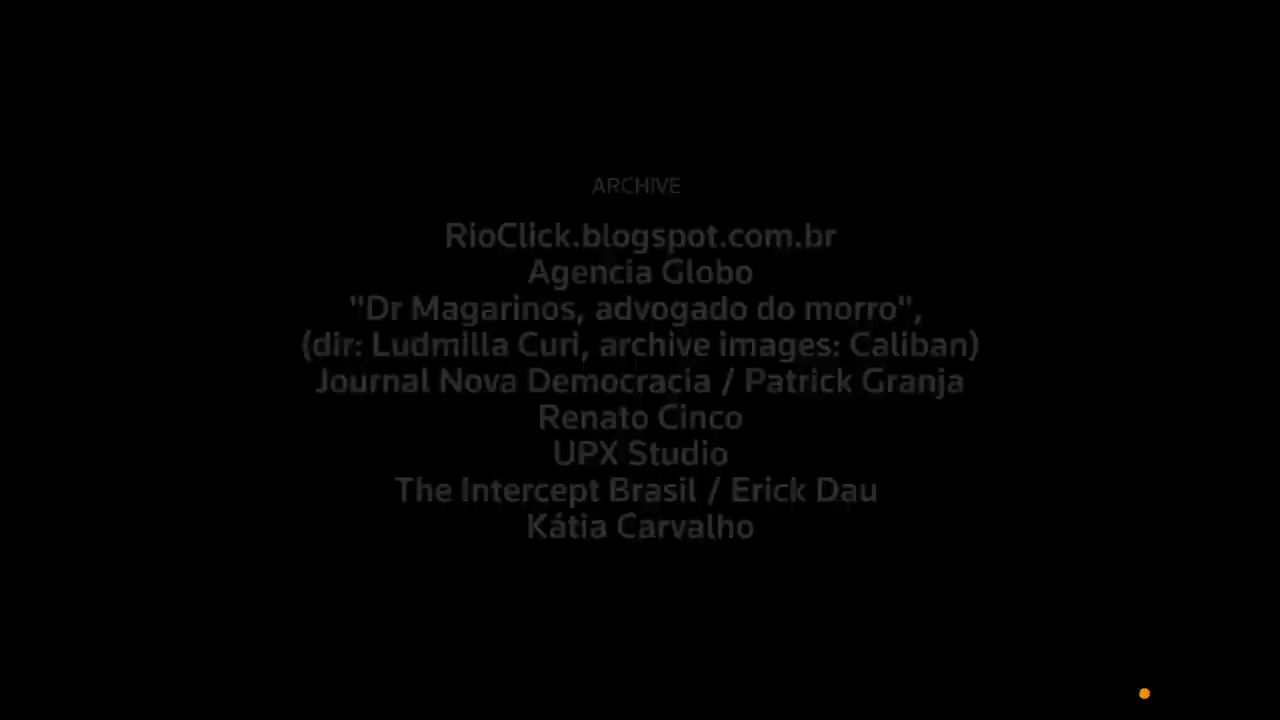 ARCHIVE
RioClick.blogspot.com.br
Agencia Globo
"Dr Magarinos, advogado do morro",
(dir: Ludmilla Curi, archive images: Caliban)
Journal Nova Democracia / Patrick Granja
Renato Cinco
UPX Studio
The Intercept Brasil / Erick Dau
Kátia Carvalho